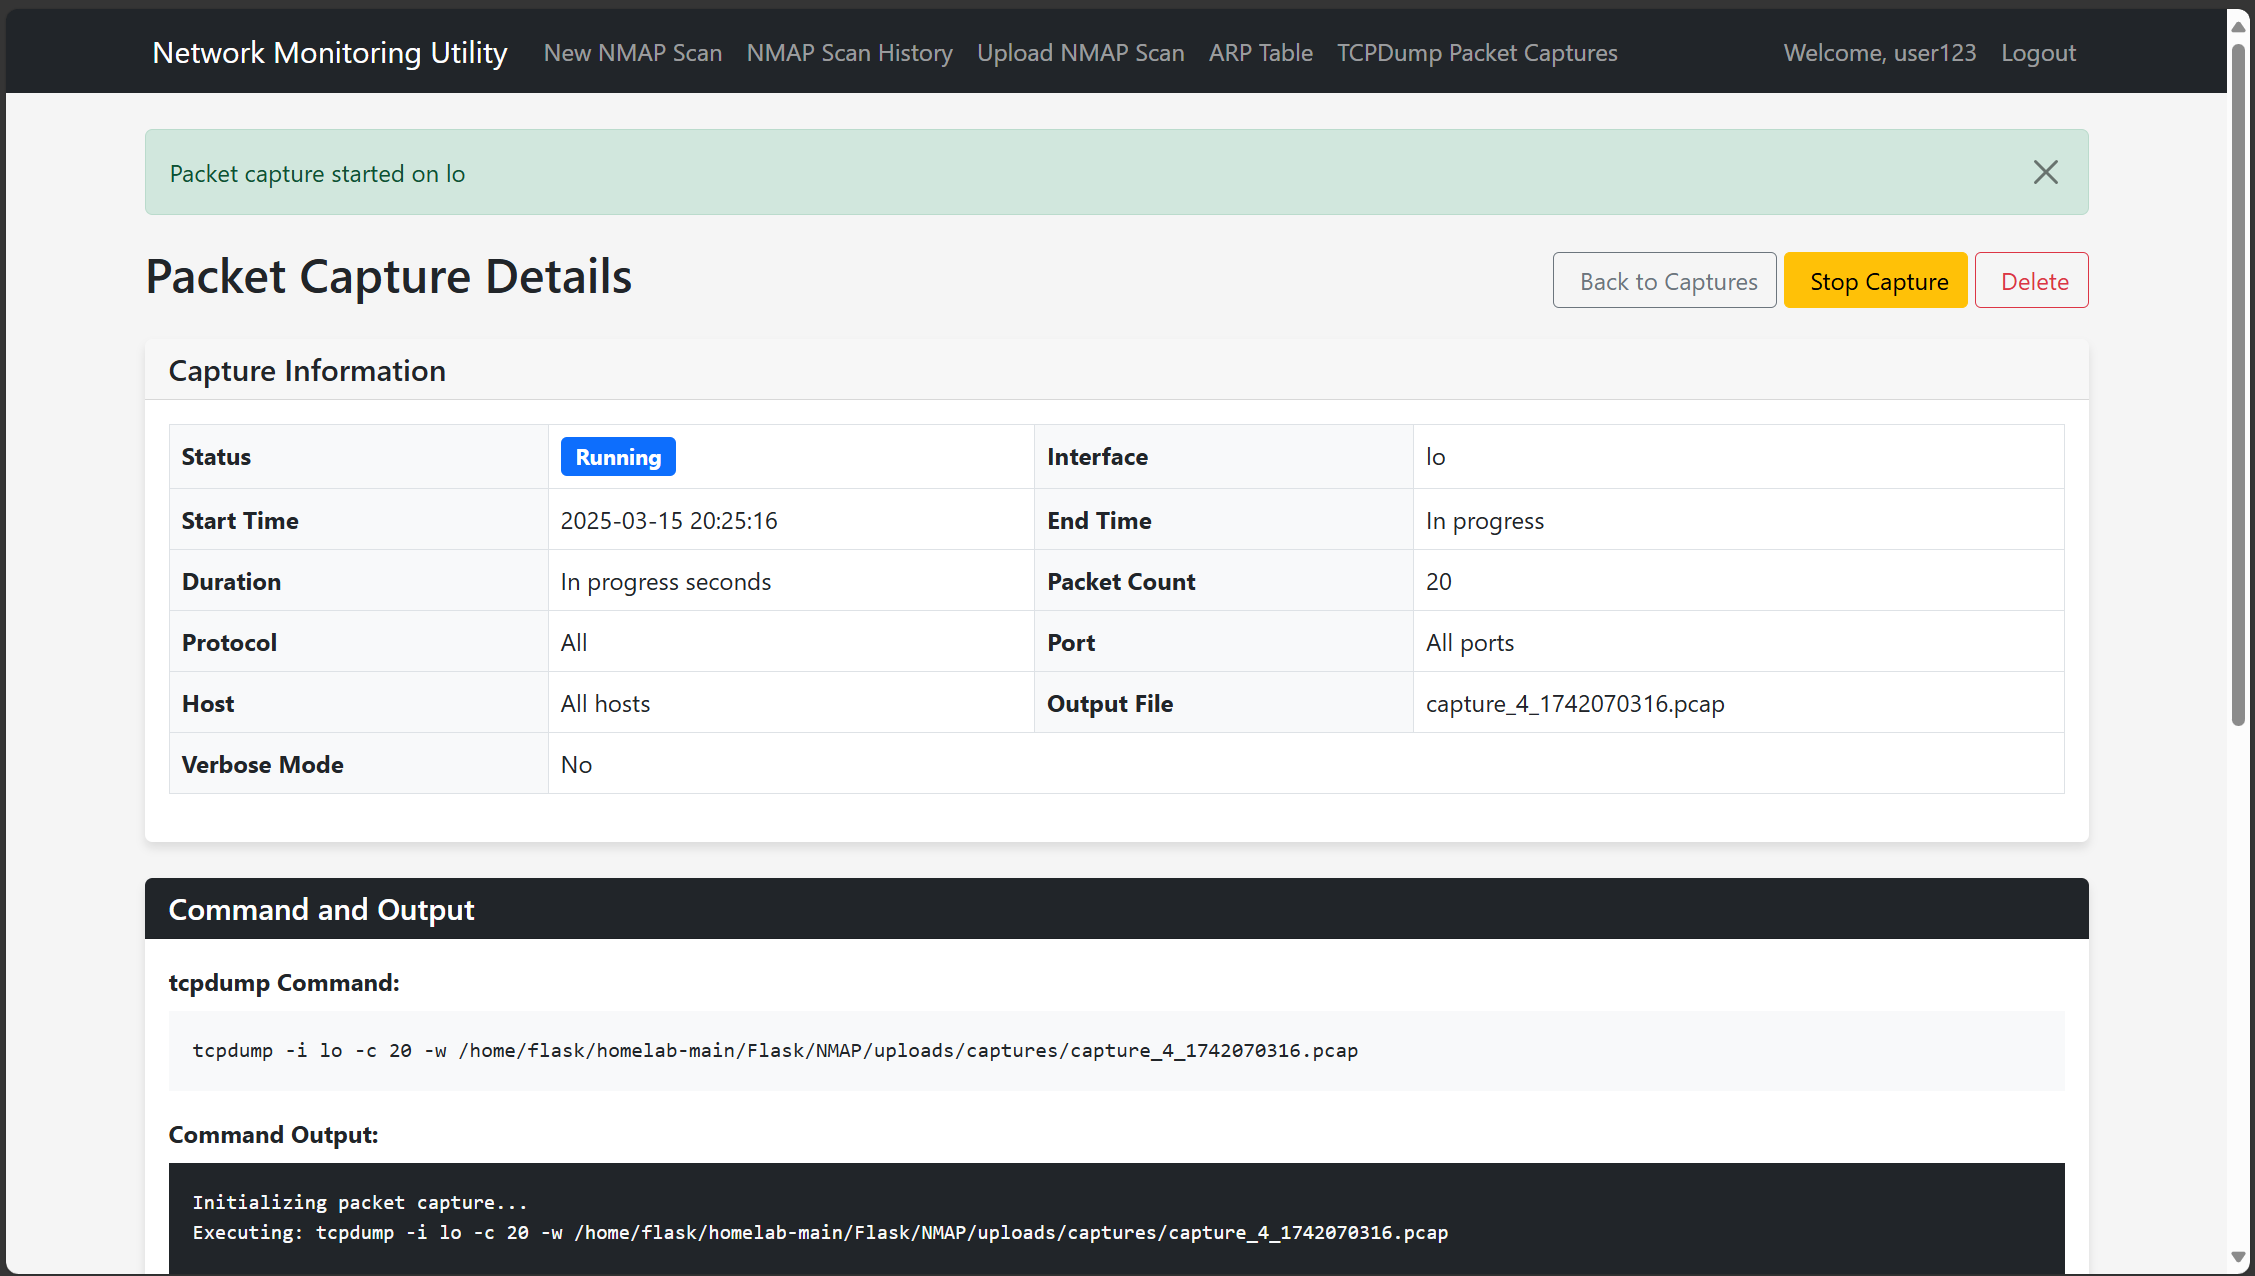 Network Monitoring Utility New NMAP Scan NMAP Scan History Upload NMAP Scan ARP Table TCPDump Packet Captures Welcome, user123 Logout
Packet capture started on lo
Packet Capture Details Back to Captures Stop Capture Delete
Capture Information
Status Running Interface lo
Start Time 2025-03-15 20:25:16 End Time In progress
Duration In progress seconds Packet Count 20
Protocol All Port All ports
Host All hosts Output File capture_4_1742070316.pcap
Verbose Mode No
Command and Output
tcpdump Command:
tcpdump -i lo -c 20 -w /home/flask/homelab-main/Flask/NMAP/uploads/captures/capture_4_1742070316.pcap
Command Output:
Initializing packet capture...
Executing: tcpdump -i lo -c 20 -w /home/flask/homelab-main/Flask/NMAP/uploads/captures/capture_4_1742070316.pcap